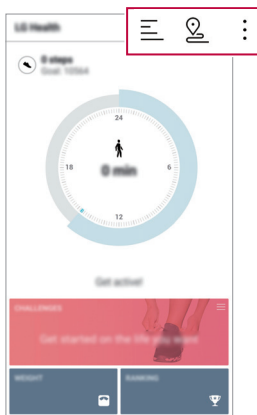 LG Health
0 steps
Goal: 10564
24
18
6
0 min
12
Get active!
CHALLENGES
Get started on the life you want
WEIGHT
RANKING